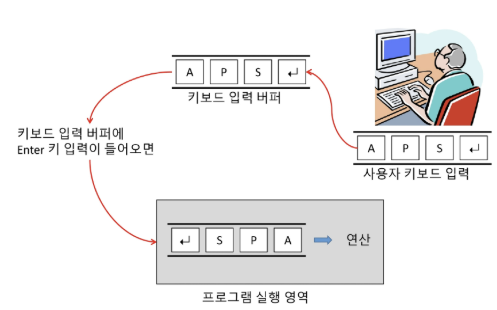 A P S ↵
키보드 입력 버퍼
키보드 입력 버퍼에
Enter 키 입력이 들어오면
A P S ↵
사용자 키보드 입력
↵ S P A
연산
프로그램 실행 영역